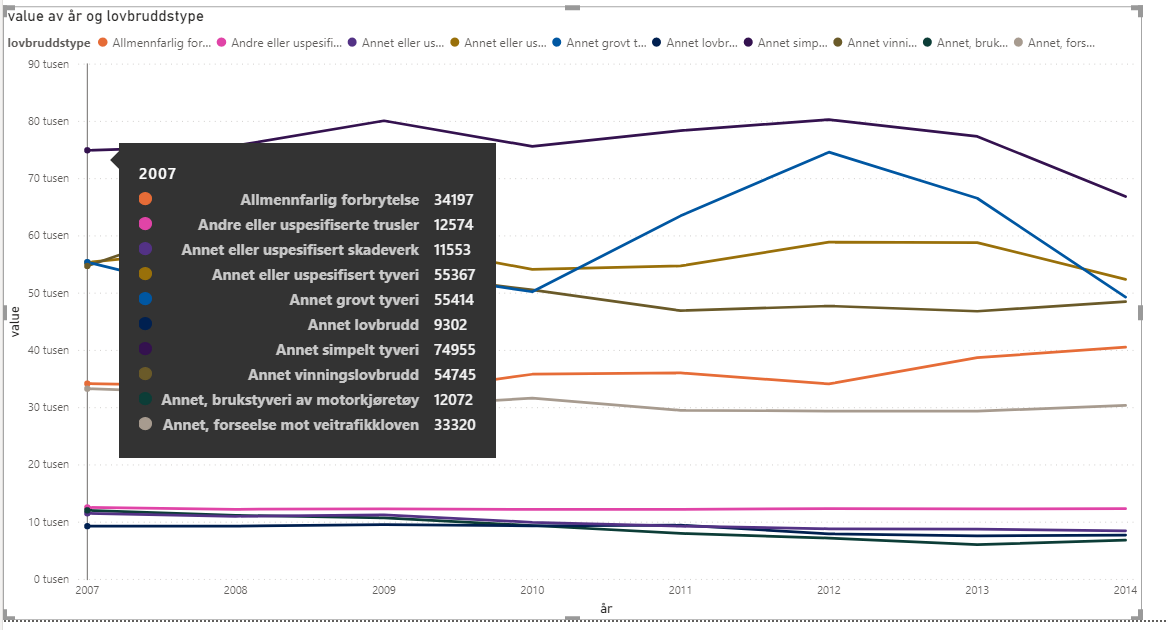 value av år og lovbruddstype
lovbruddstype Allmennfarlig for... Andre eller uspesifi... Annet eller us... Annet eller us... Annet grovt t... Annet lovbr... Annet simp... Annet vinni... Annet, bruk... Annet, fors...
90 tusen
80 tusen
70 tusen
60 tusen
50 tusen
40 tusen
30 tusen
20 tusen
10 tusen
0 tusen
value
2007
Allmennfarlig forbrytelse 34197
Andre eller uspesifiserte trusler 12574
Annet eller uspesifisert skadeverk 11553
Annet eller uspesifisert tyveri 55367
Annet grovt tyveri 55414
Annet lovbrudd 9302
Annet simpelt tyveri 74955
Annet vinningslovbrudd 54745
Annet, brukstyveri av motorkjøretøy 12072
Annet, forseelse mot veitrafikkloven 33320
2007 2008 2009 2010 2011 2012 2013 2014
år